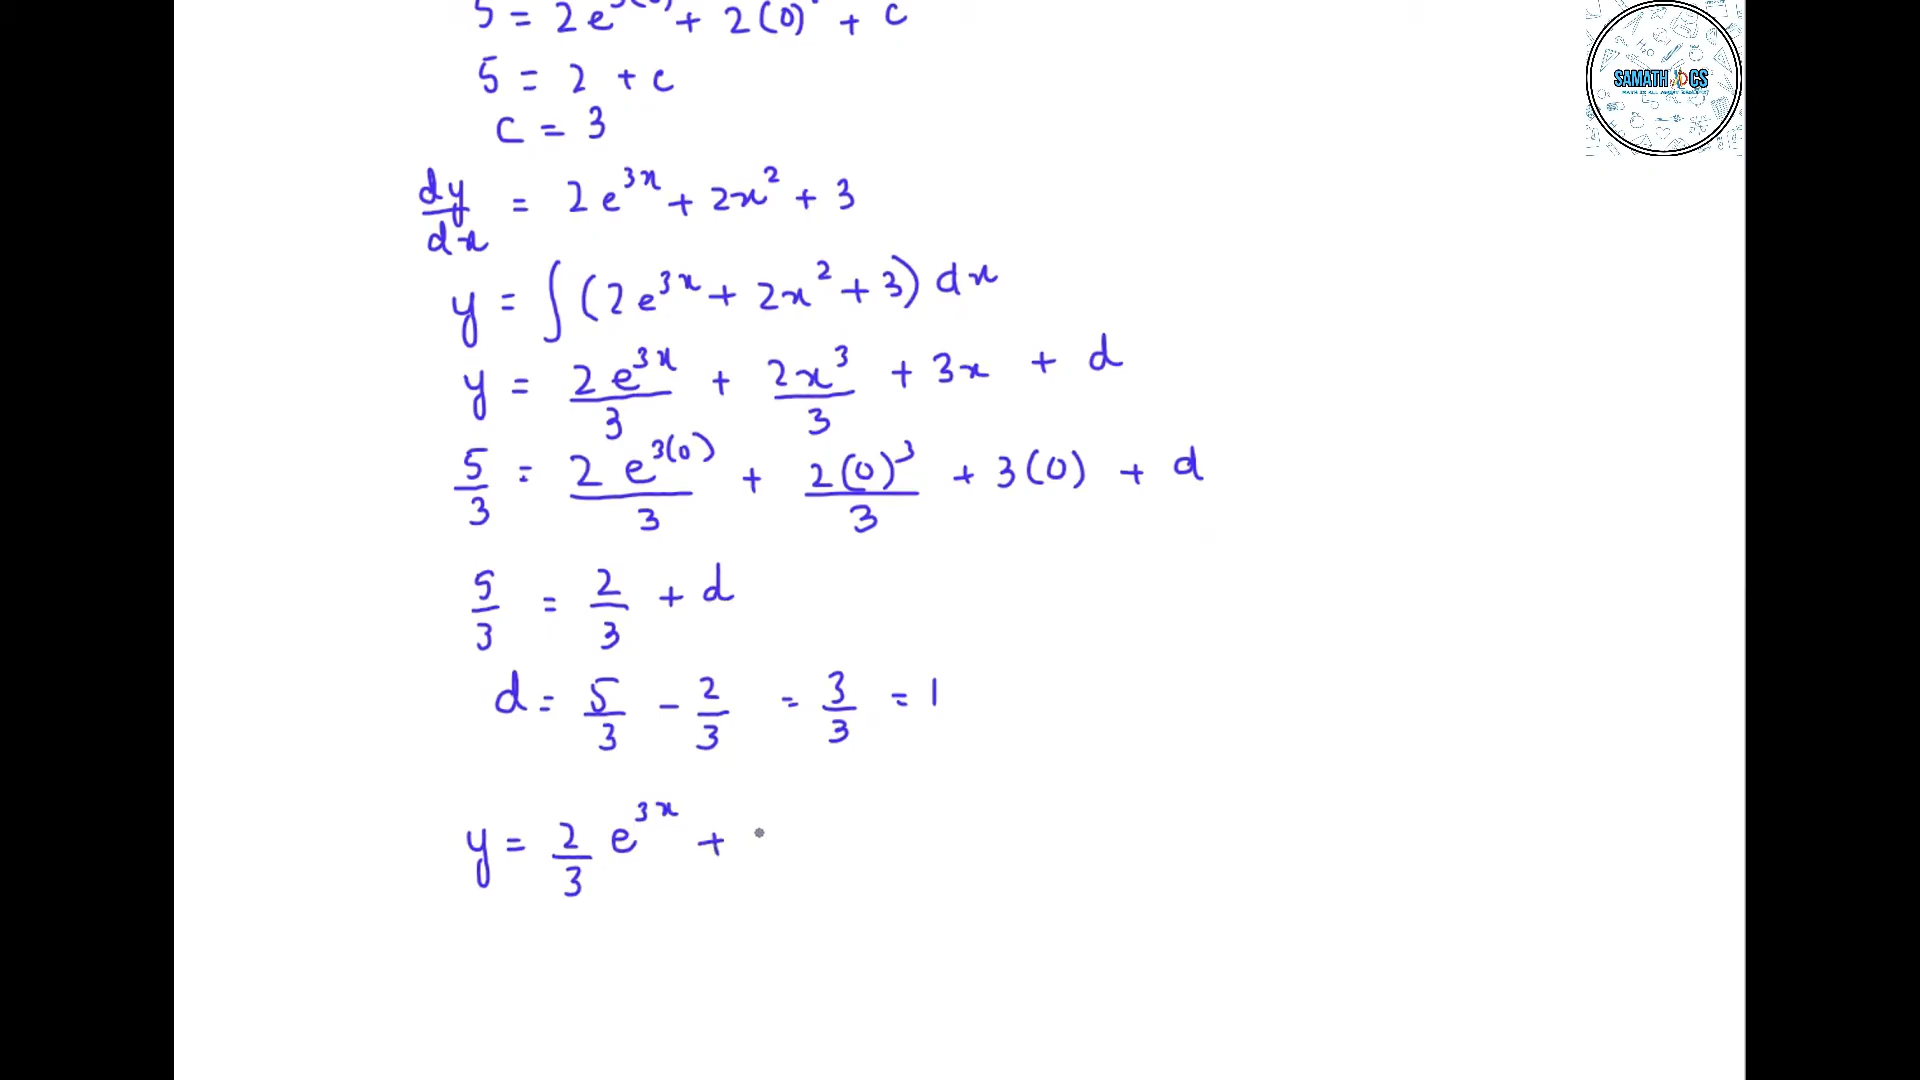 5 = 2e^3(0) + 2(0)^2 + c
5 = 2 + c
c = 3
dy/dx = 2e^3x + 2x^2 + 3
y = ∫(2e^3x + 2x^2 + 3) dx
y = 2e^3x/3 + 2x^3/3 + 3x + d
5/3 = 2e^3(0)/3 + 2(0)^3/3 + 3(0) + d
5/3 = 2/3 + d
d = 5/3 - 2/3 = 3/3 = 1
y = 2/3 e^3x +
SAMATHDCS